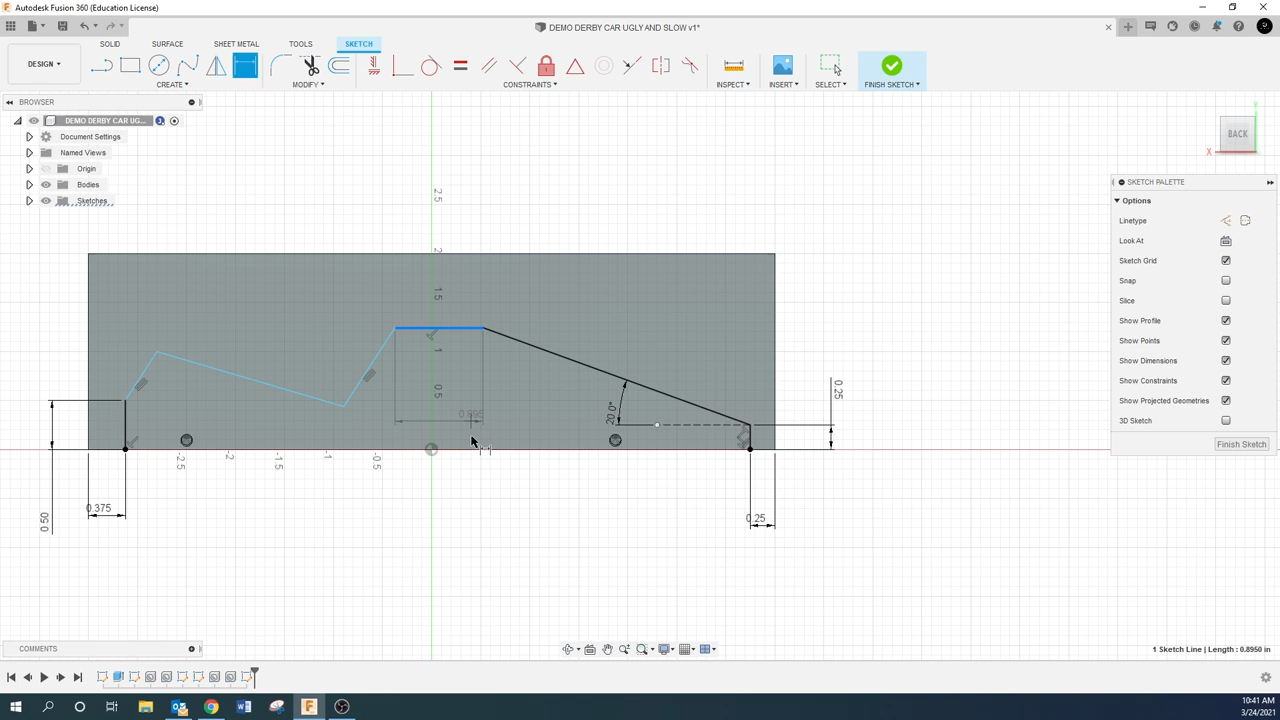 Autodesk Fusion 360 (Education License)
DEMO DERBY CAR UGLY AND SLOW v1*
SOLID
SURFACE
SHEET METAL
TOOLS
SKETCH
DESIGN
CREATE
MODIFY
CONSTRAINTS
INSPECT
INSERT
SELECT
FINISH SKETCH
BROWSER
DEMO DERBY CAR UG...
Document Settings
Named Views
Origin
Bodies
Sketches
BACK
Y
X
SKETCH PALETTE
Options
Linetype
Look At
Sketch Grid
Snap
Slice
Show Profile
Show Points
Show Dimensions
Show Constraints
Show Projected Geometries
3D Sketch
Finish Sketch
2.5
2
1.5
1
0.5
-2.5
-2
-1.5
-1
-0.5
0.895
20.0°
0.25
0.50
0.375
0.25
COMMENTS
1 Sketch Line | Length : 0.8950 in
10:41 AM
3/24/2021